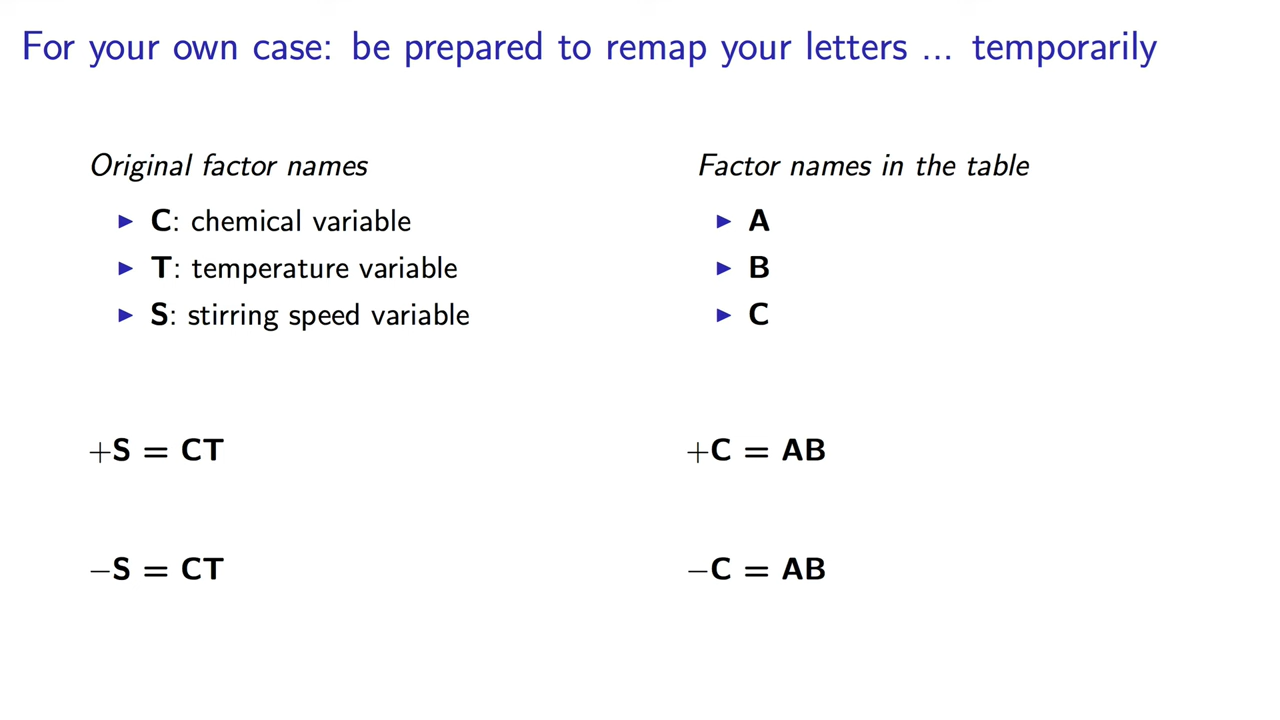 For your own case: be prepared to remap your letters ... temporarily
Original factor names
▶ C: chemical variable
▶ T: temperature variable
▶ S: stirring speed variable
+S = CT
−S = CT
Factor names in the table
▶ A
▶ B
▶ C
+C = AB
−C = AB